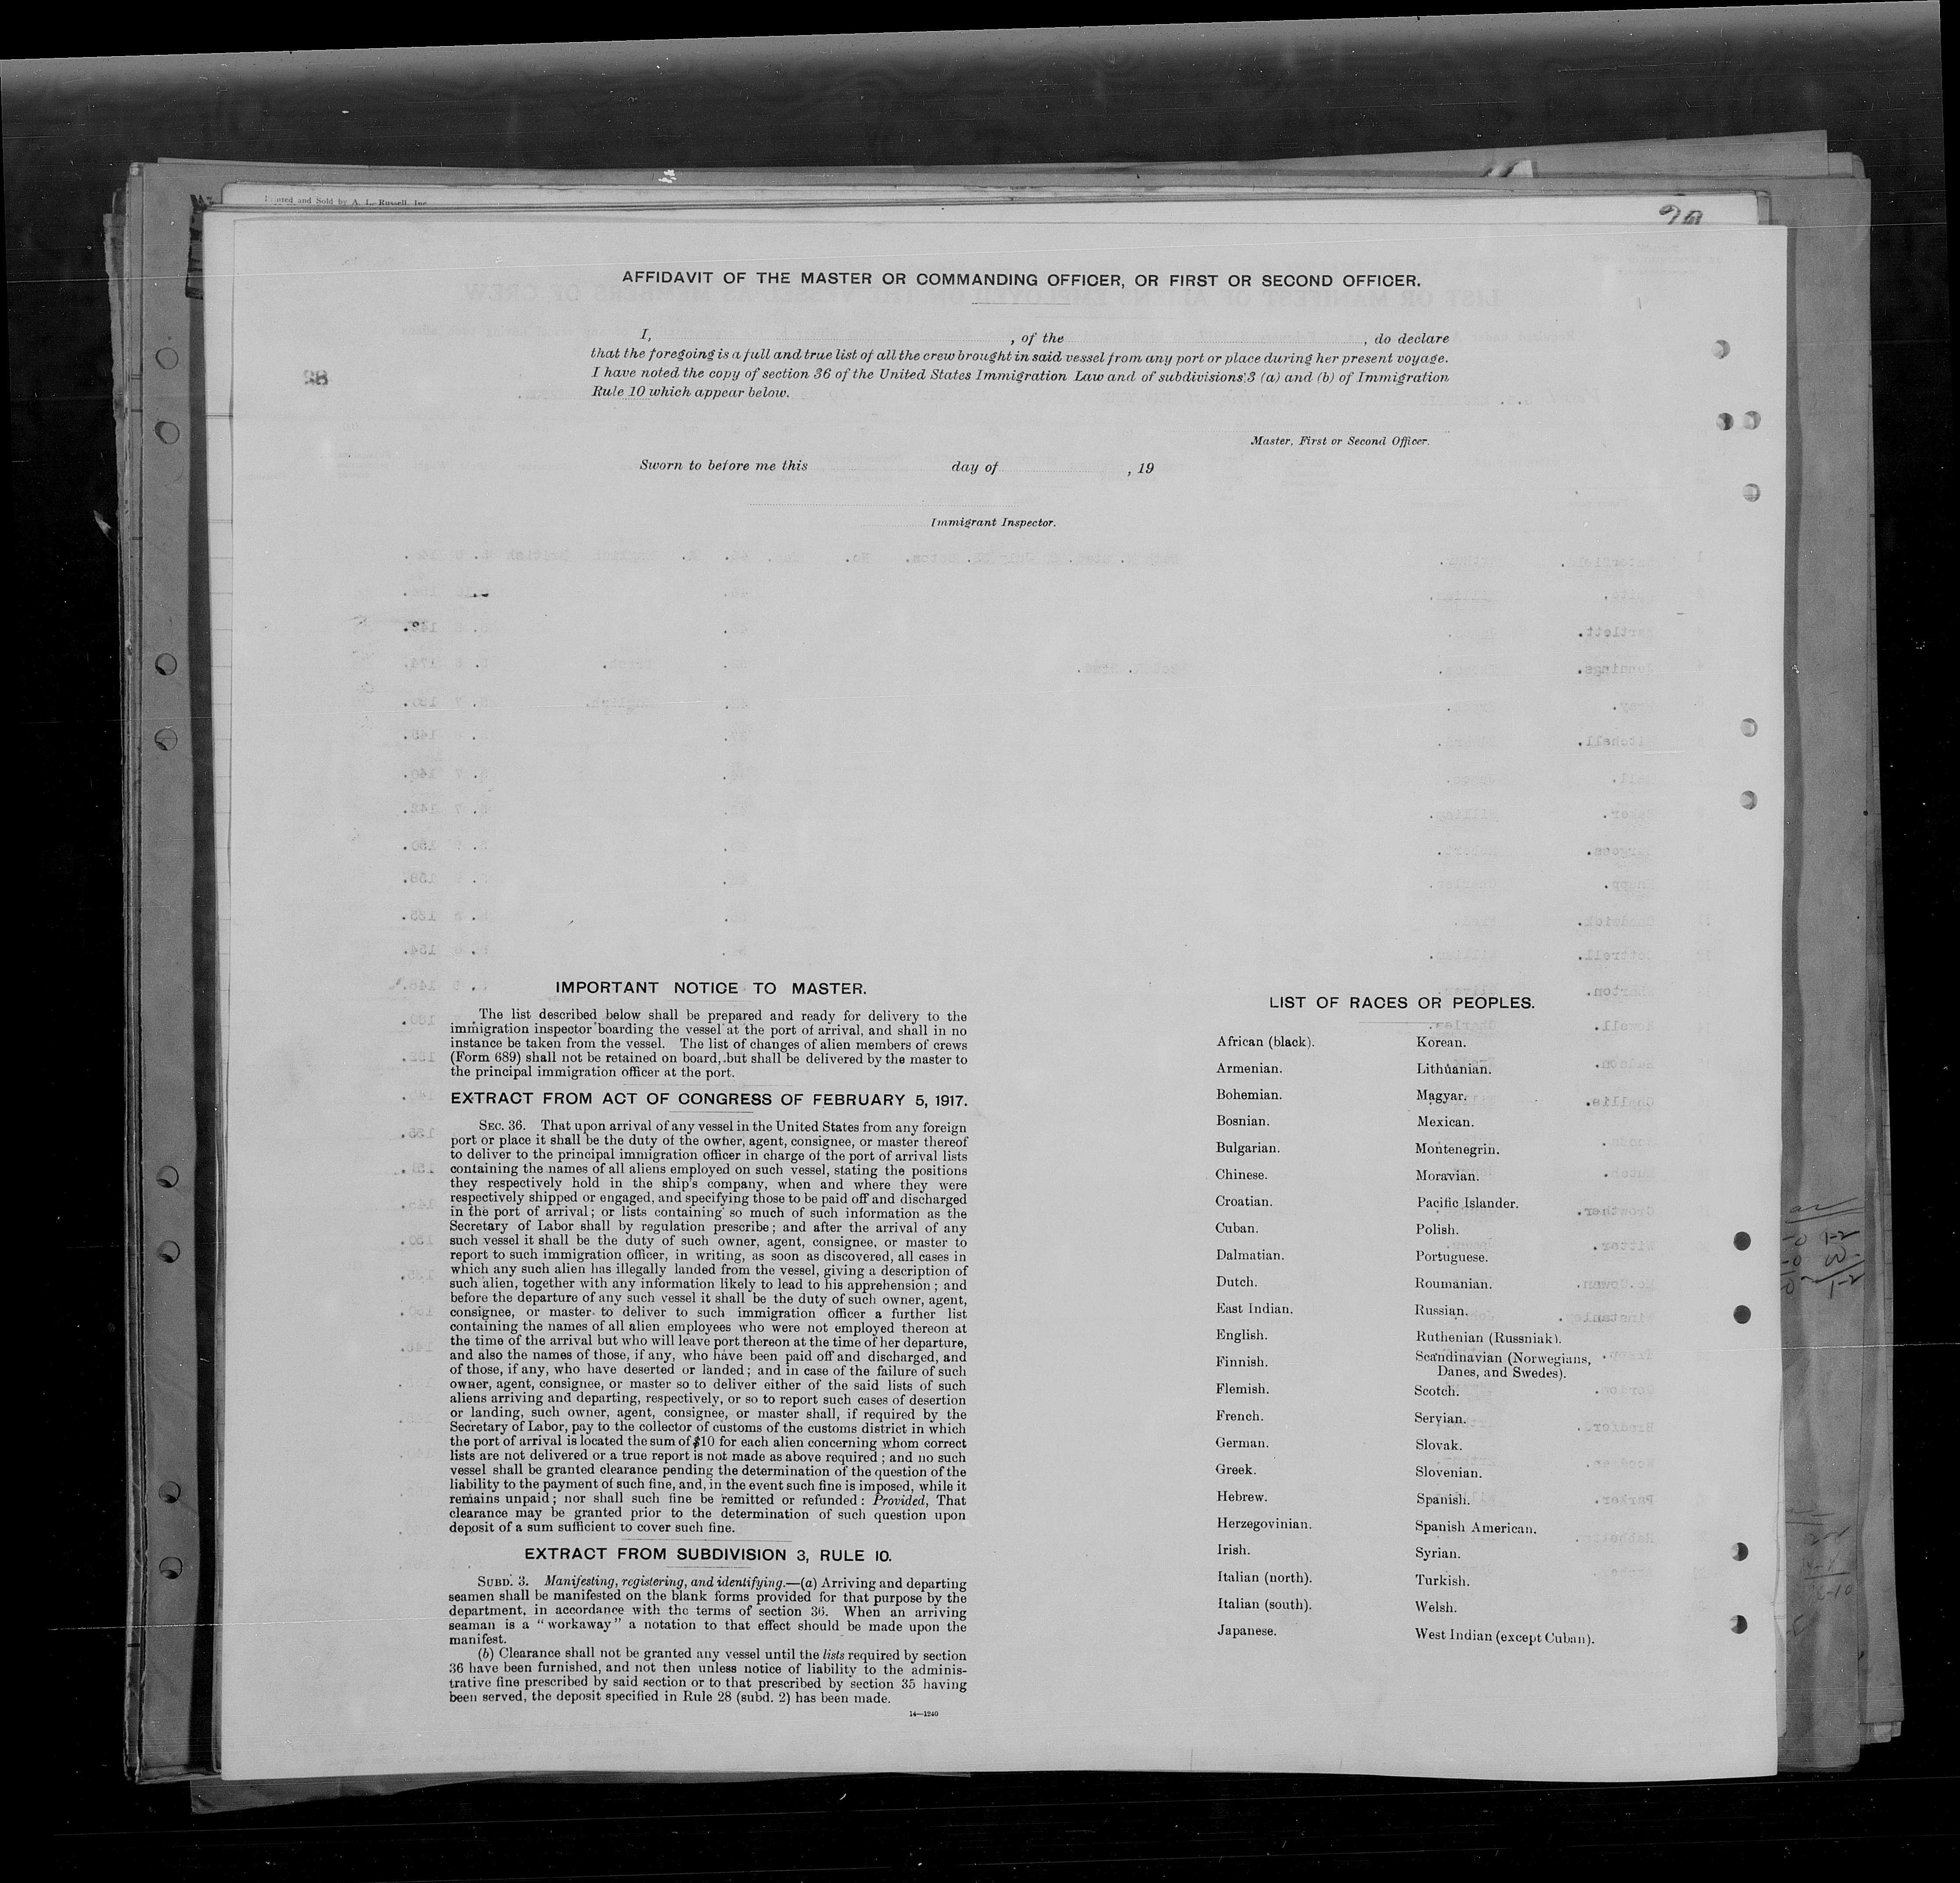 Printed and Sold by A. L. Russell, Inc
AFFIDAVIT OF THE MASTER OR COMMANDING OFFICER, OR FIRST OR SECOND OFFICER.
I, , of the , do declare
that the foregoing is a full and true list of all the crew brought in said vessel from any port or place during her present voyage.
I have noted the copy of section 36 of the United States Immigration Law and of subdivisions 3 (a) and (b) of Immigration
Rule 10 which appear below.
Master, First or Second Officer.
Sworn to before me this day of , 19
Immigrant Inspector.
IMPORTANT NOTICE TO MASTER.
The list described below shall be prepared and ready for delivery to the
immigration inspector boarding the vessel at the port of arrival, and shall in no
instance be taken from the vessel. The list of changes of alien members of crews
(Form 689) shall not be retained on board, but shall be delivered by the master to
the principal immigration officer at the port.
EXTRACT FROM ACT OF CONGRESS OF FEBRUARY 5, 1917.
SEC. 36. That upon arrival of any vessel in the United States from any foreign
port or place it shall be the duty of the owner, agent, consignee, or master thereof
to deliver to the principal immigration officer in charge of the port of arrival lists
containing the names of all aliens employed on such vessel, stating the positions
they respectively hold in the ship's company, when and where they were
respectively shipped or engaged, and specifying those to be paid off and discharged
in the port of arrival; or lists containing so much of such information as the
Secretary of Labor shall by regulation prescribe; and after the arrival of any
such vessel it shall be the duty of such owner, agent, consignee, or master to
report to such immigration officer, in writing, as soon as discovered, all cases in
which any such alien has illegally landed from the vessel, giving a description of
such alien, together with any information likely to lead to his apprehension; and
before the departure of any such vessel it shall be the duty of such owner, agent,
consignee, or master to deliver to such immigration officer a further list
containing the names of all alien employees who were not employed thereon at
the time of the arrival but who will leave port thereon at the time of her departure,
and also the names of those, if any, who have been paid off and discharged, and
of those, if any, who have deserted or landed; and in case of the failure of such
owner, agent, consignee, or master so to deliver either of the said lists of such
aliens arriving and departing, respectively, or so to report such cases of desertion
or landing, such owner, agent, consignee, or master shall, if required by the
Secretary of Labor, pay to the collector of customs of the customs district in which
the port of arrival is located the sum of $10 for each alien concerning whom correct
lists are not delivered or a true report is not made as above required; and no such
vessel shall be granted clearance pending the determination of the question of the
liability to the payment of such fine, and, in the event such fine is imposed, while it
remains unpaid; nor shall such fine be remitted or refunded: Provided, That
clearance may be granted prior to the determination of such question upon
deposit of a sum sufficient to cover such fine.
EXTRACT FROM SUBDIVISION 3, RULE 10.
SUBD. 3. Manifesting, registering, and identifying.—(a) Arriving and departing
seamen shall be manifested on the blank forms provided for that purpose by the
department, in accordance with the terms of section 36. When an arriving
seaman is a "workaway" a notation to that effect should be made upon the
manifest.
(b) Clearance shall not be granted any vessel until the lists required by section
36 have been furnished, and not then unless notice of liability to the adminis-
trative fine prescribed by said section or to that prescribed by section 35 having
been served, the deposit specified in Rule 28 (subd. 2) has been made.
14—1240
LIST OF RACES OR PEOPLES.
African (black).
Armenian.
Bohemian.
Bosnian.
Bulgarian.
Chinese.
Croatian.
Cuban.
Dalmatian.
Dutch.
East Indian.
English.
Finnish.
Flemish.
French.
German.
Greek.
Hebrew.
Herzegovinian.
Irish.
Italian (north).
Italian (south).
Japanese.
Korean.
Lithuanian.
Magyar.
Mexican.
Montenegrin.
Moravian.
Pacific Islander.
Polish.
Portuguese.
Roumanian.
Russian.
Ruthenian (Russniak).
Scandinavian (Norwegians,
Danes, and Swedes).
Scotch.
Servian.
Slovak.
Slovenian.
Spanish.
Spanish American.
Syrian.
Turkish.
Welsh.
West Indian (except Cuban).